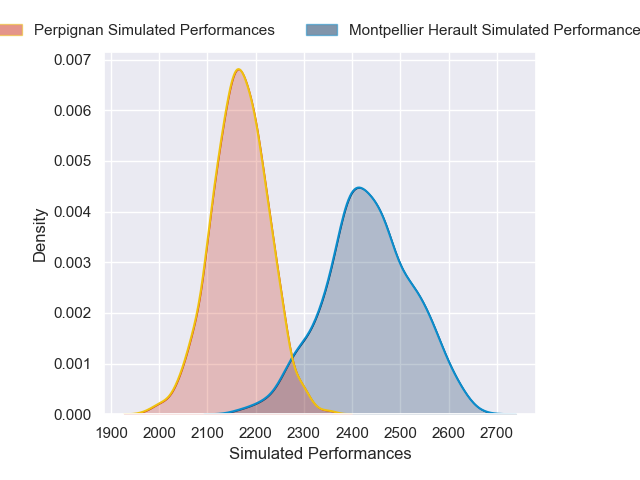 Perpignan Simulated Performances
Montpellier Herault Simulated Performance
0.007
0.006
0.005
0.004
0.003
0.002
0.001
0.000
Density
1900 2000 2100 2200 2300 2400 2500 2600 2700
Simulated Performances